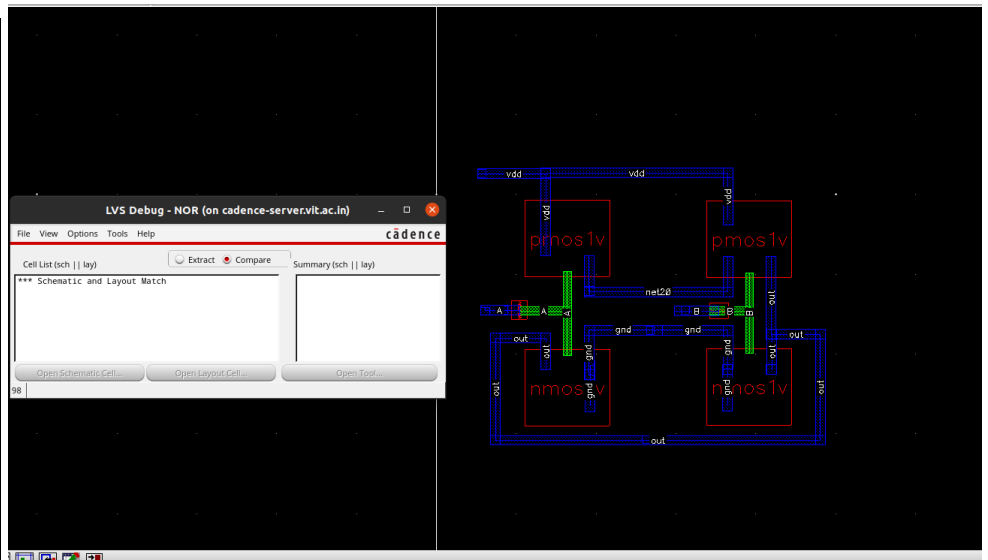 LVS Debug - NOR (on cadence-server.vit.ac.in)
File View Options Tools Help
cādence
Cell List (sch || lay)
Extract Compare
Summary (sch || lay)
*** Schematic and Layout Match
Open Schematic Cell...
Open Layout Cell...
Open Tool...
98
vdd vdd
vdd vdd
pmos1v pmos1v
net20 out
A A A B B B
out gnd gnd out
out gnd gnd out
nmos1v nmos1v
out gnd gnd out
out